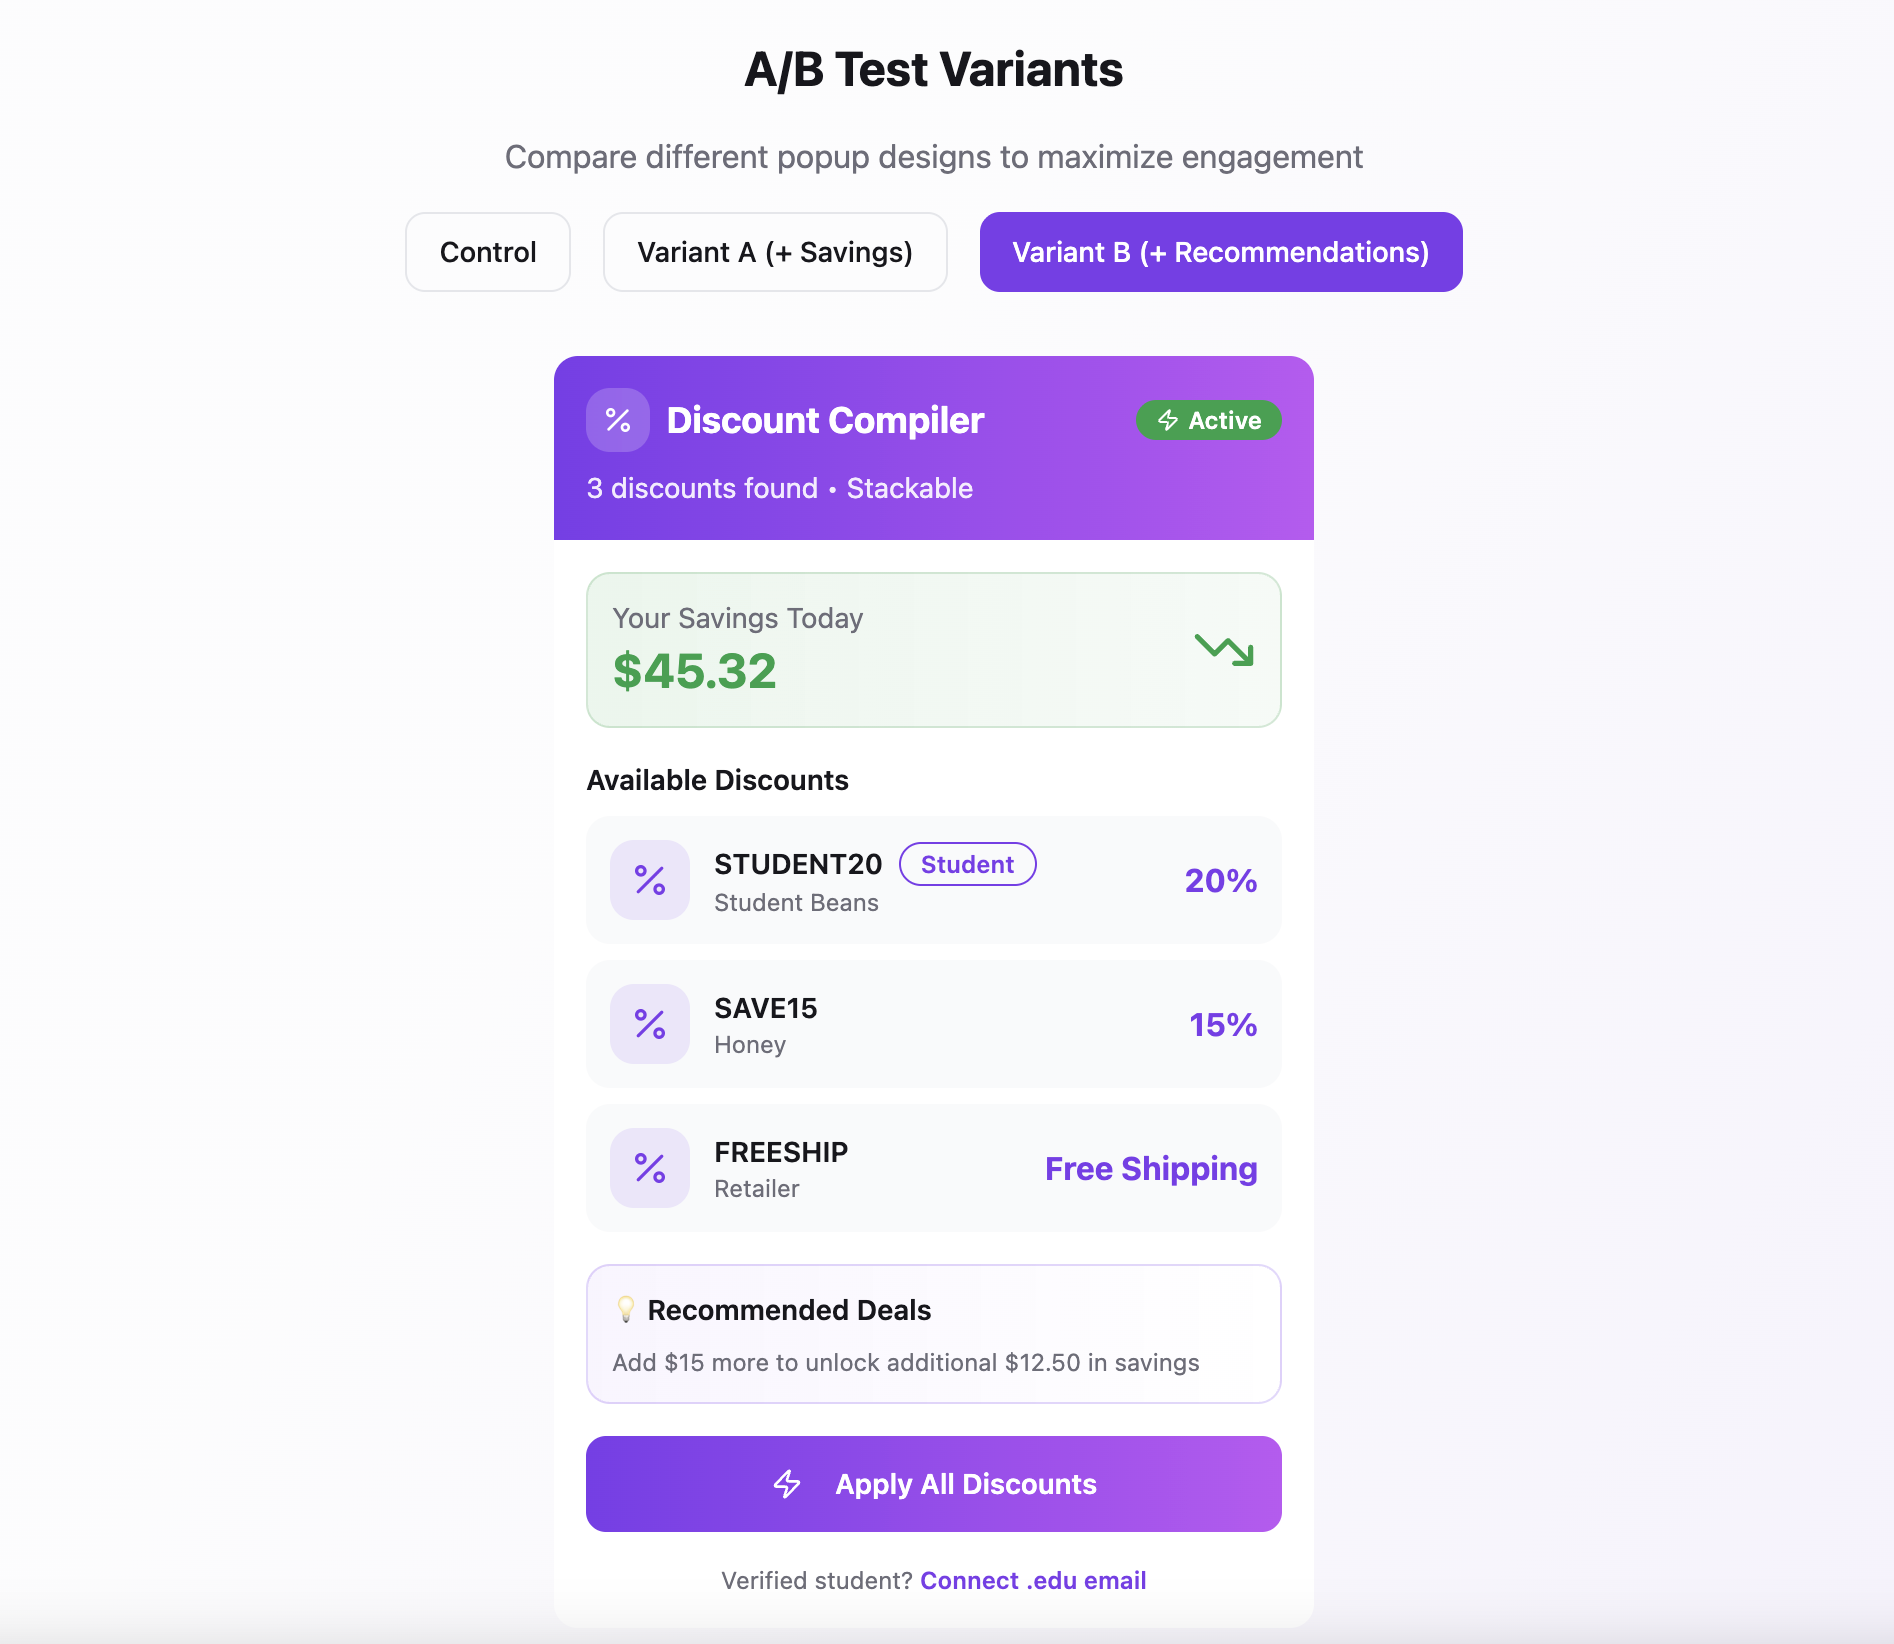 A/B Test Variants
Compare different popup designs to maximize engagement
Control
Variant A (+ Savings)
Variant B (+ Recommendations)
Discount Compiler
Active
3 discounts found • Stackable
Your Savings Today
$45.32
Available Discounts
STUDENT20 Student
Student Beans
20%
SAVE15
Honey
15%
FREESHIP
Retailer
Free Shipping
💡 Recommended Deals
Add $15 more to unlock additional $12.50 in savings
Apply All Discounts
Verified student? Connect .edu email